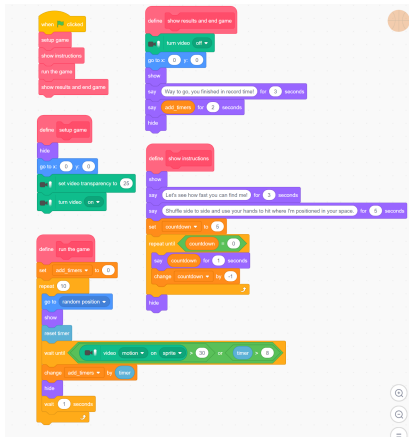 when clicked
setup game
show instructions
run the game
show results and end game
define setup game
hide
go to x: 0 y: 0
set video transparency to 25
turn video on
define run the game
set add_timers to 0
repeat 10
go to random position
show
reset timer
wait until video motion on sprite > 30 or timer > 8
change add_timers by timer
hide
wait 1 seconds
define show results and end game
turn video off
go to x: 0 y: 0
show
say Way to go, you finished in record time! for 3 seconds
say add_timers for 2 seconds
hide
define show instructions
show
say Let's see how fast you can find me! for 3 seconds
say Shuffle side to side and use your hands to hit where I'm positioned in your space. for 5 seconds
set countdown to 5
repeat until countdown = 0
say countdown for 1 seconds
change countdown by -1
hide